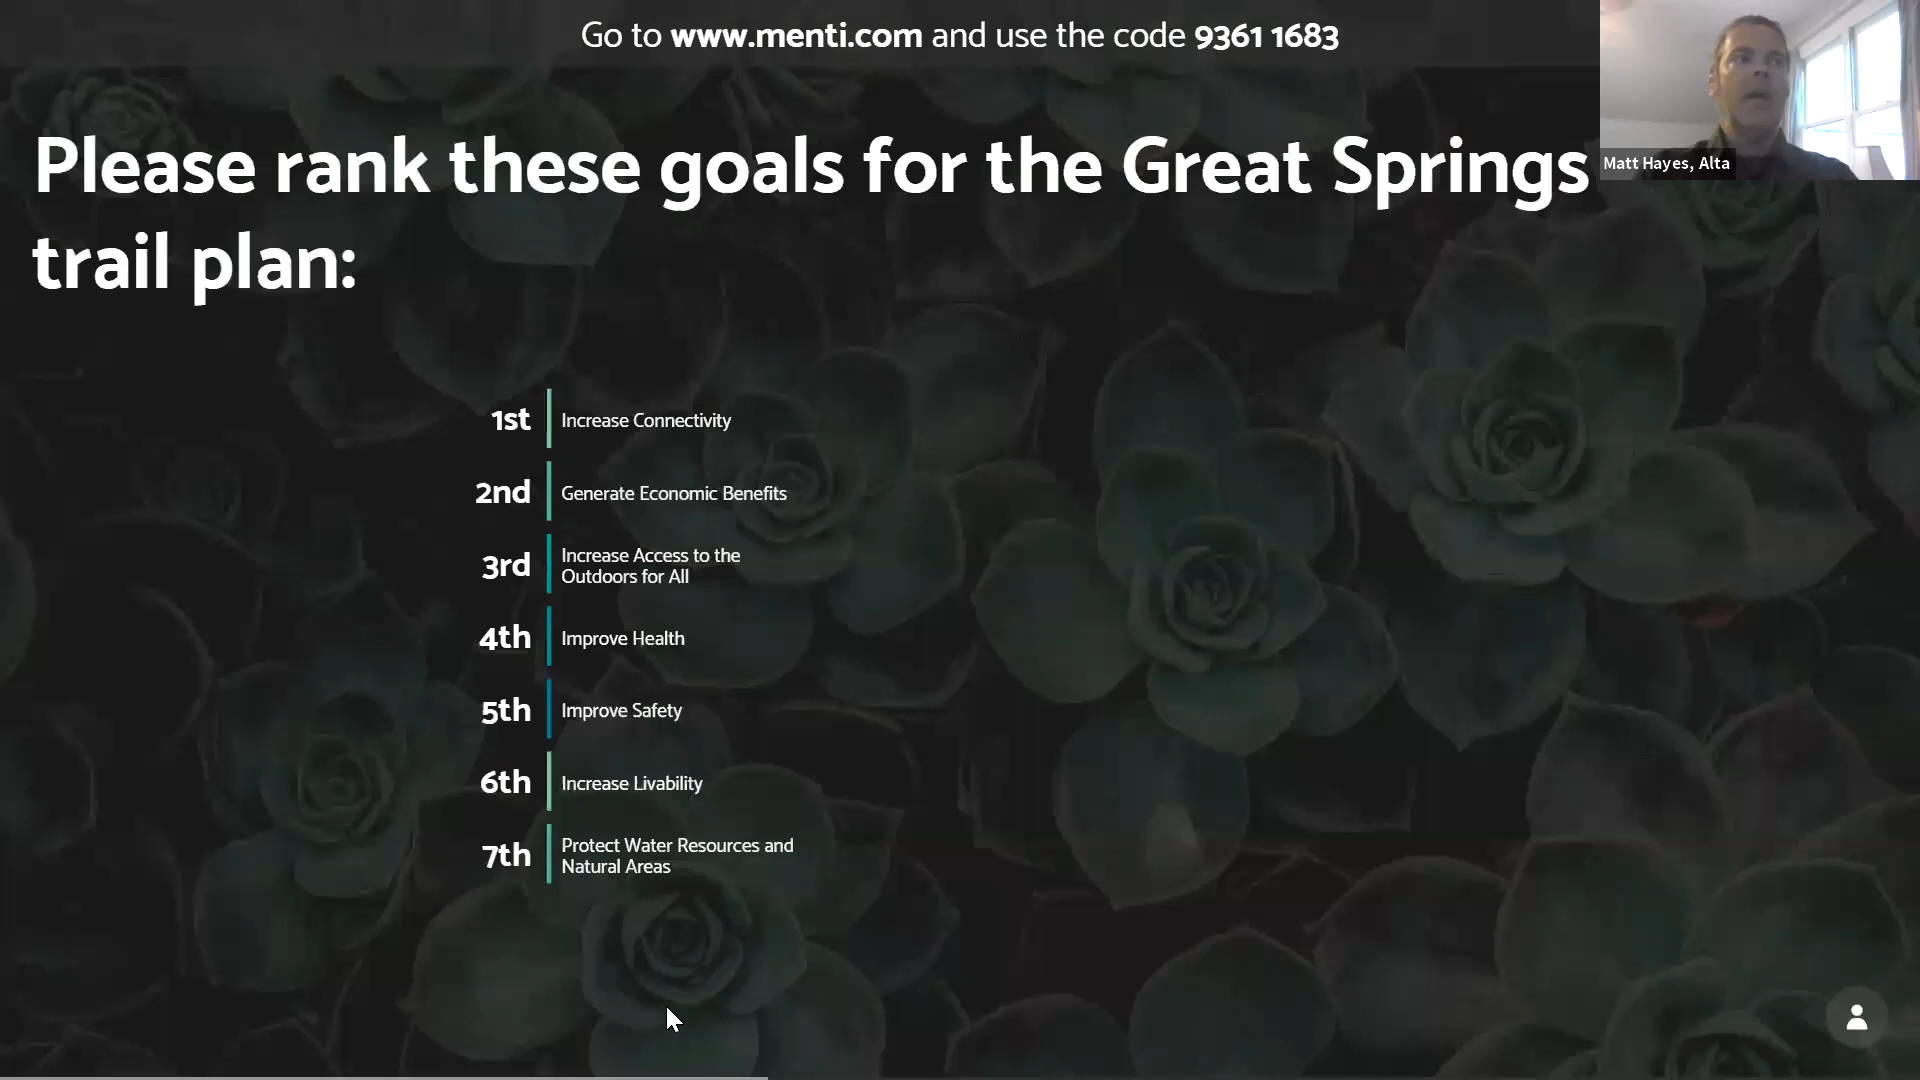 Go to www.menti.com and use the code 9361 1683
Matt Hayes, Alta
Please rank these goals for the Great Springs
trail plan:
1st Increase Connectivity
2nd Generate Economic Benefits
3rd Increase Access to the
Outdoors for All
4th Improve Health
5th Improve Safety
6th Increase Livability
7th Protect Water Resources and
Natural Areas